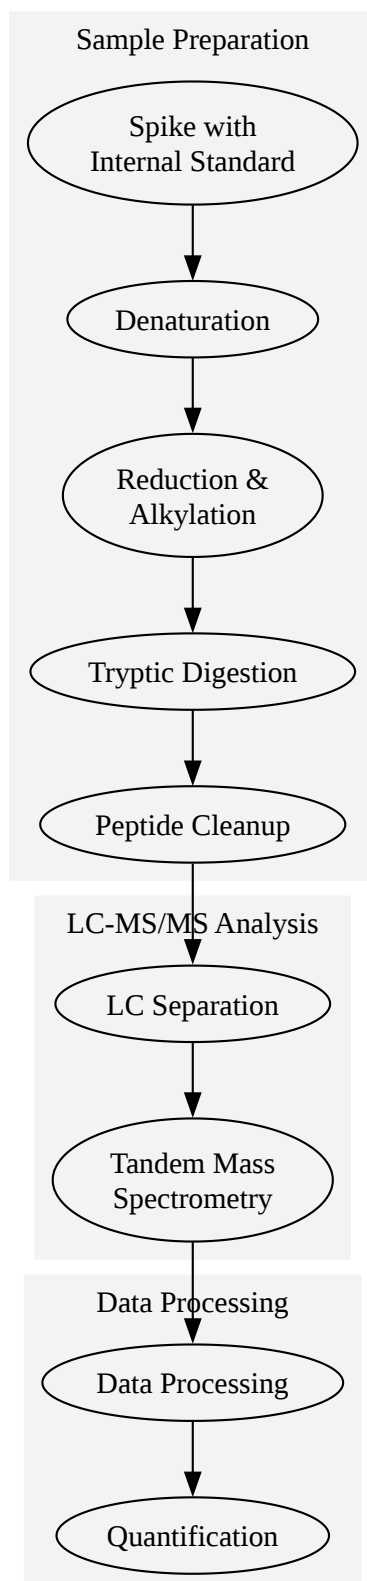 Sample Preparation
Spike with
Internal Standard
Denaturation
Reduction &
Alkylation
Tryptic Digestion
Peptide Cleanup
LC-MS/MS Analysis
LC Separation
Tandem Mass
Spectrometry
Data Processing
Data Processing
Quantification